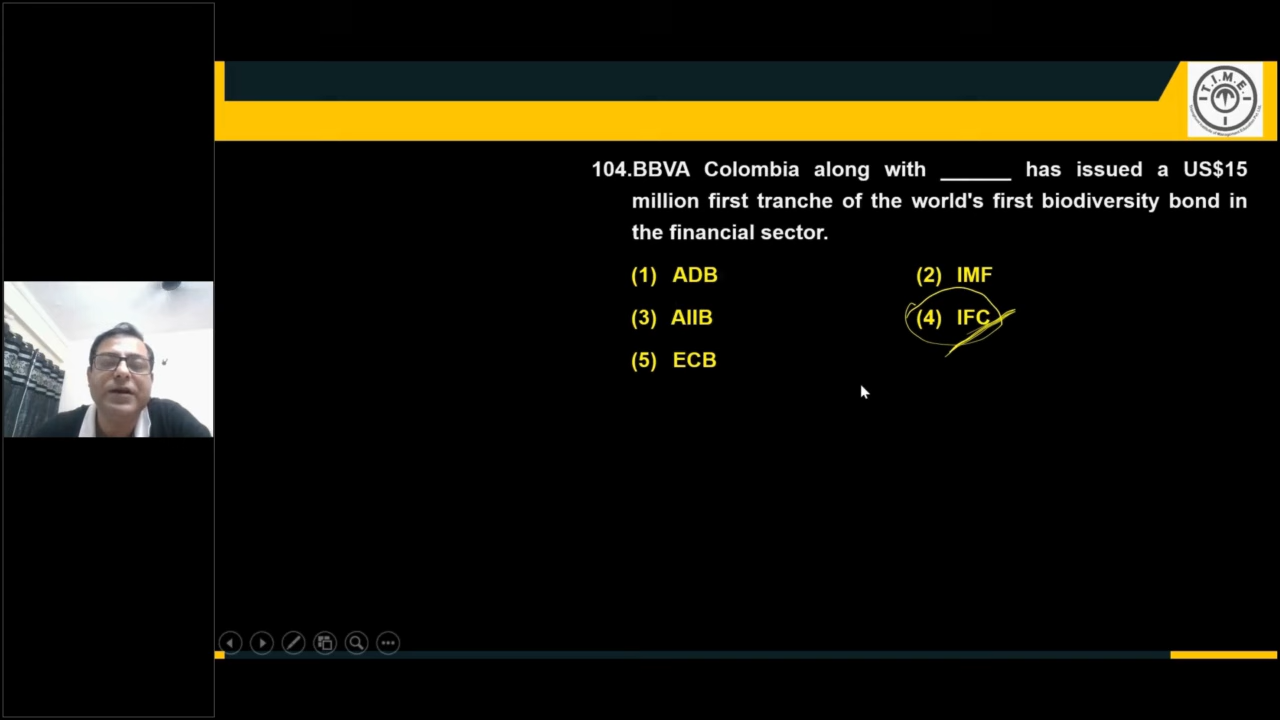 T.I.M.E.
104.BBVA Colombia along with ______ has issued a US$15
million first tranche of the world's first biodiversity bond in
the financial sector.
(1) ADB
(2) IMF
(3) AIIB
(4) IFC
(5) ECB